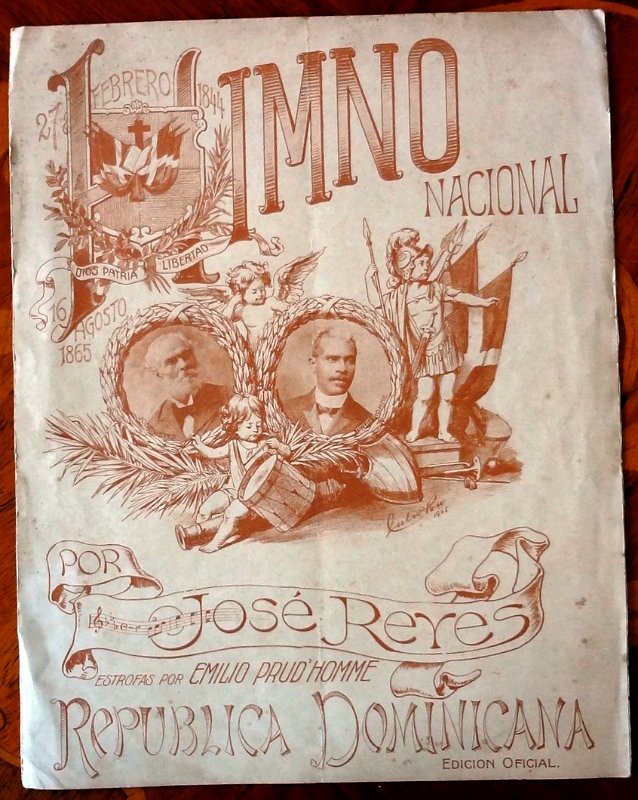 HIMNO
NACIONAL
27 FEBRERO 1844
DIOS PATRIA LIBERTAD
16 AGOSTO
1865
POR
José Reyes
ESTROFAS POR EMILIO PRUD'HOMME
REPUBLICA DOMINICANA
EDICION OFICIAL.